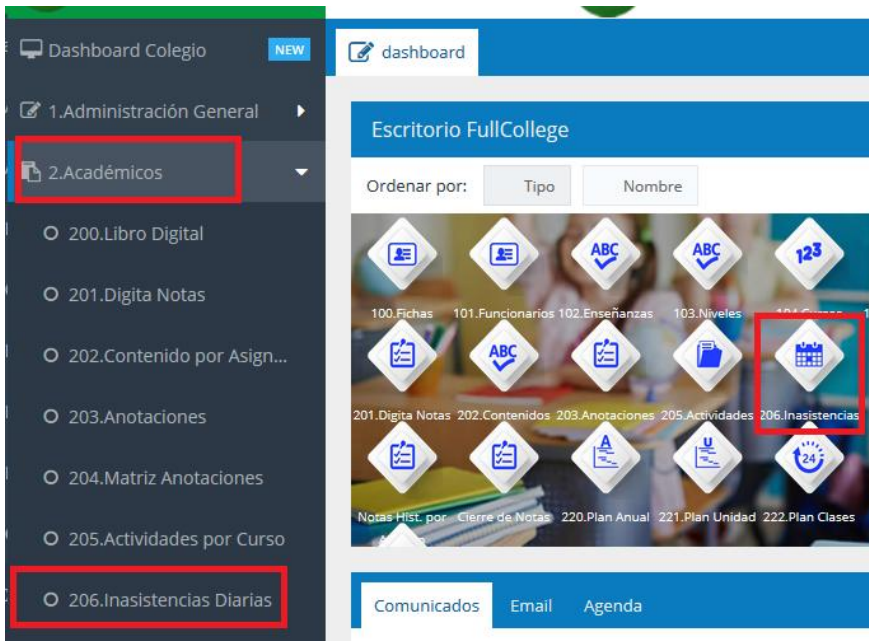 Dashboard Colegio NEW
1.Administración General
2.Académicos
200.Libro Digital
201.Digita Notas
202.Contenido por Asign...
203.Anotaciones
204.Matriz Anotaciones
205.Actividades por Curso
206.Inasistencias Diarias
dashboard
Escritorio FullCollege
Ordenar por: Tipo Nombre
ABC ABC 123
100.Fichas 101.Funcionarios 102.Enseñanzas 103.Niveles 104.Cursos
ABC
201.Digita Notas 202.Contenidos 203.Anotaciones 205.Actividades 206.Inasistencias
A U 24
Notas Hist. por Cierre de Notas 220.Plan Anual 221.Plan Unidad 222.Plan Clases
Comunicados Email Agenda